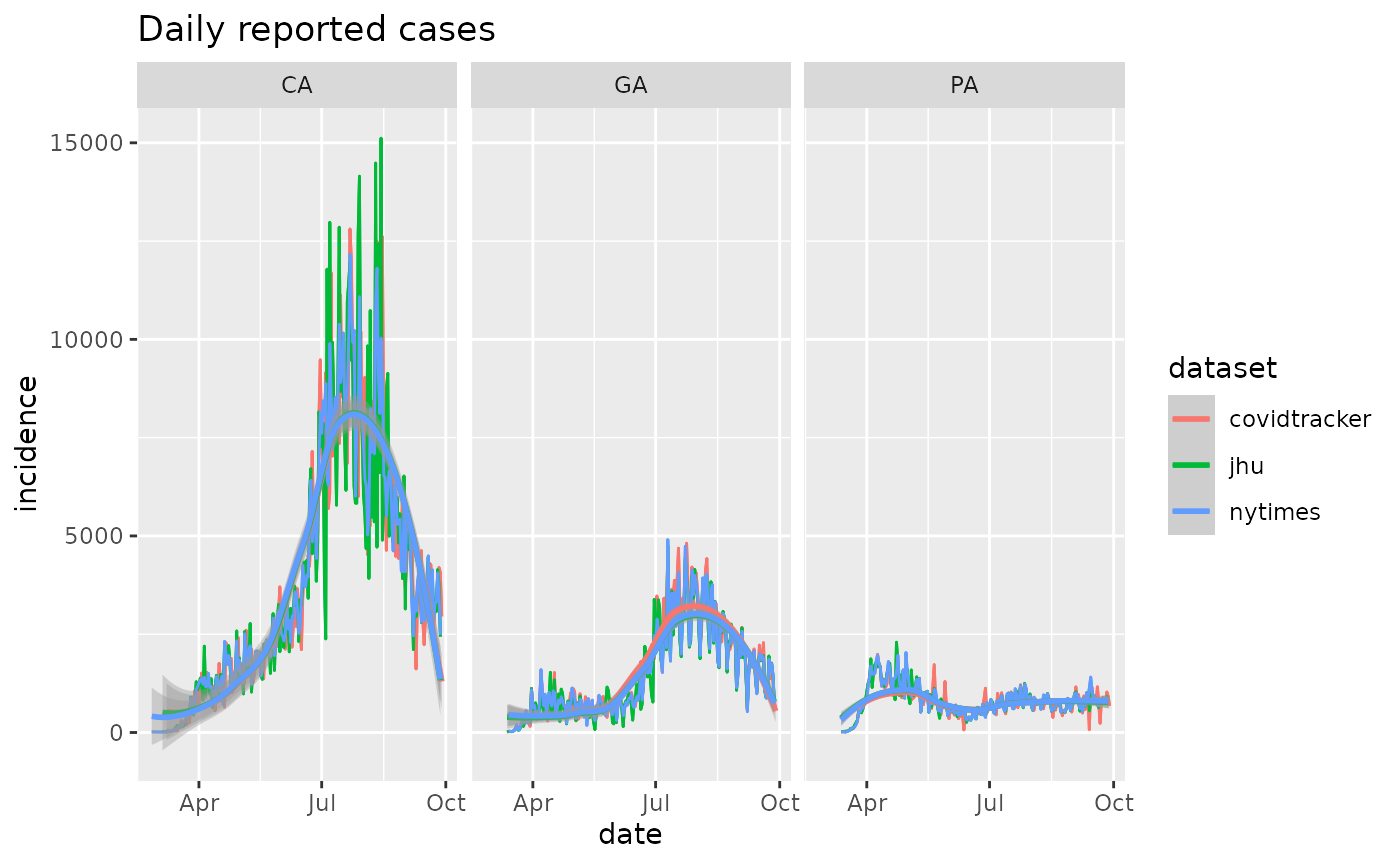 Daily reported cases
CA
GA
PA
15000
10000
5000
0
incidence
Apr
Jul
Oct
Apr
Jul
Oct
Apr
Jul
Oct
date
dataset
covidtracker
jhu
nytimes